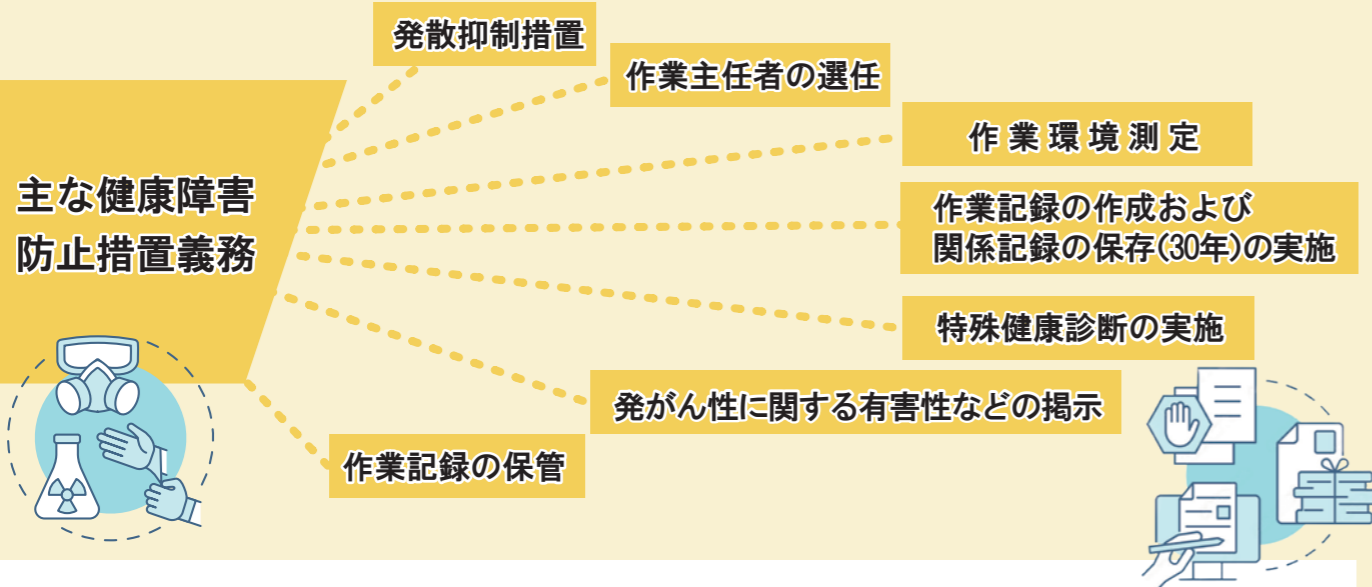 発散抑制措置
作業主任者の選任
作業環境測定
主な健康障害
防止措置義務
作業記録の作成および
関係記録の保存(30年)の実施
特殊健康診断の実施
発がん性に関する有害性などの掲示
作業記録の保管